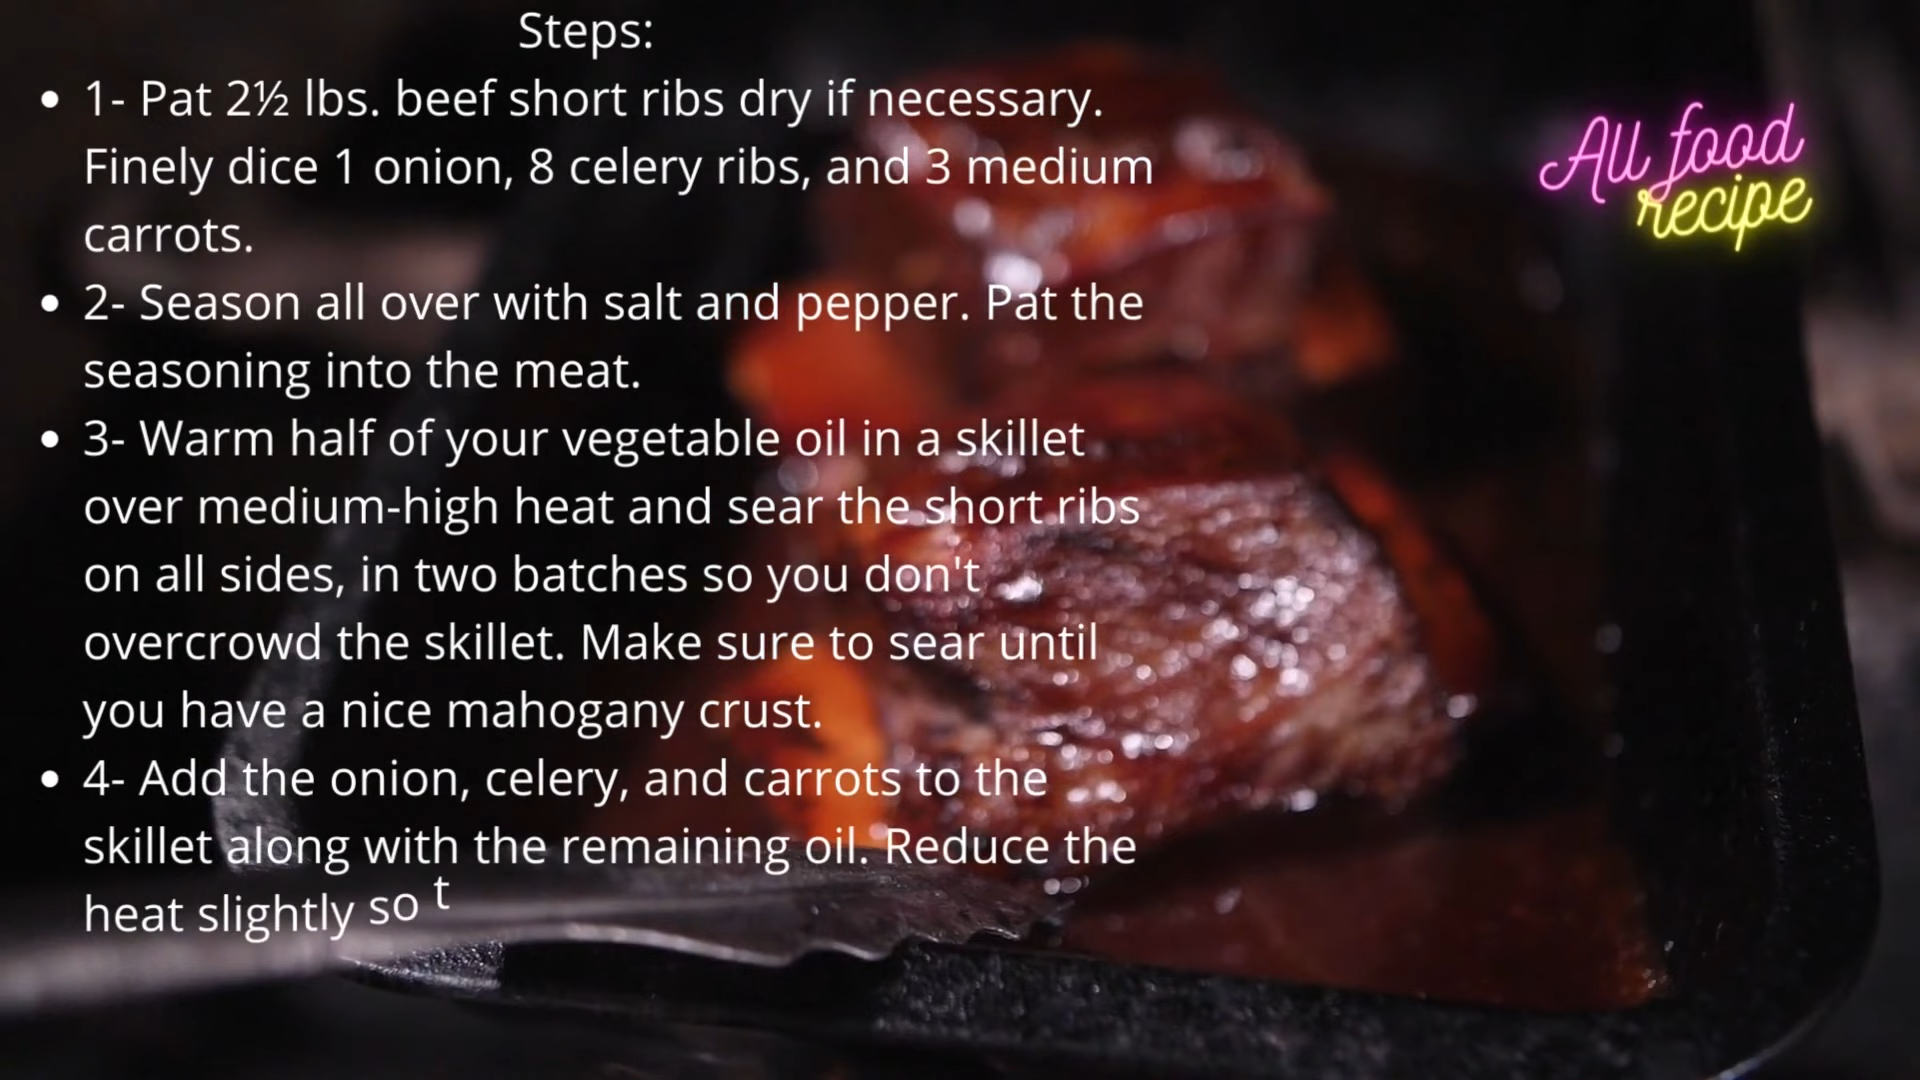 Steps:
• 1- Pat 2½ lbs. beef short ribs dry if necessary.
Finely dice 1 onion, 8 celery ribs, and 3 medium
carrots.
• 2- Season all over with salt and pepper. Pat the
seasoning into the meat.
• 3- Warm half of your vegetable oil in a skillet
over medium-high heat and sear the short ribs
on all sides, in two batches so you don't
overcrowd the skillet. Make sure to sear until
you have a nice mahogany crust.
• 4- Add the onion, celery, and carrots to the
skillet along with the remaining oil. Reduce the
heat slightly so t
All food
recipe